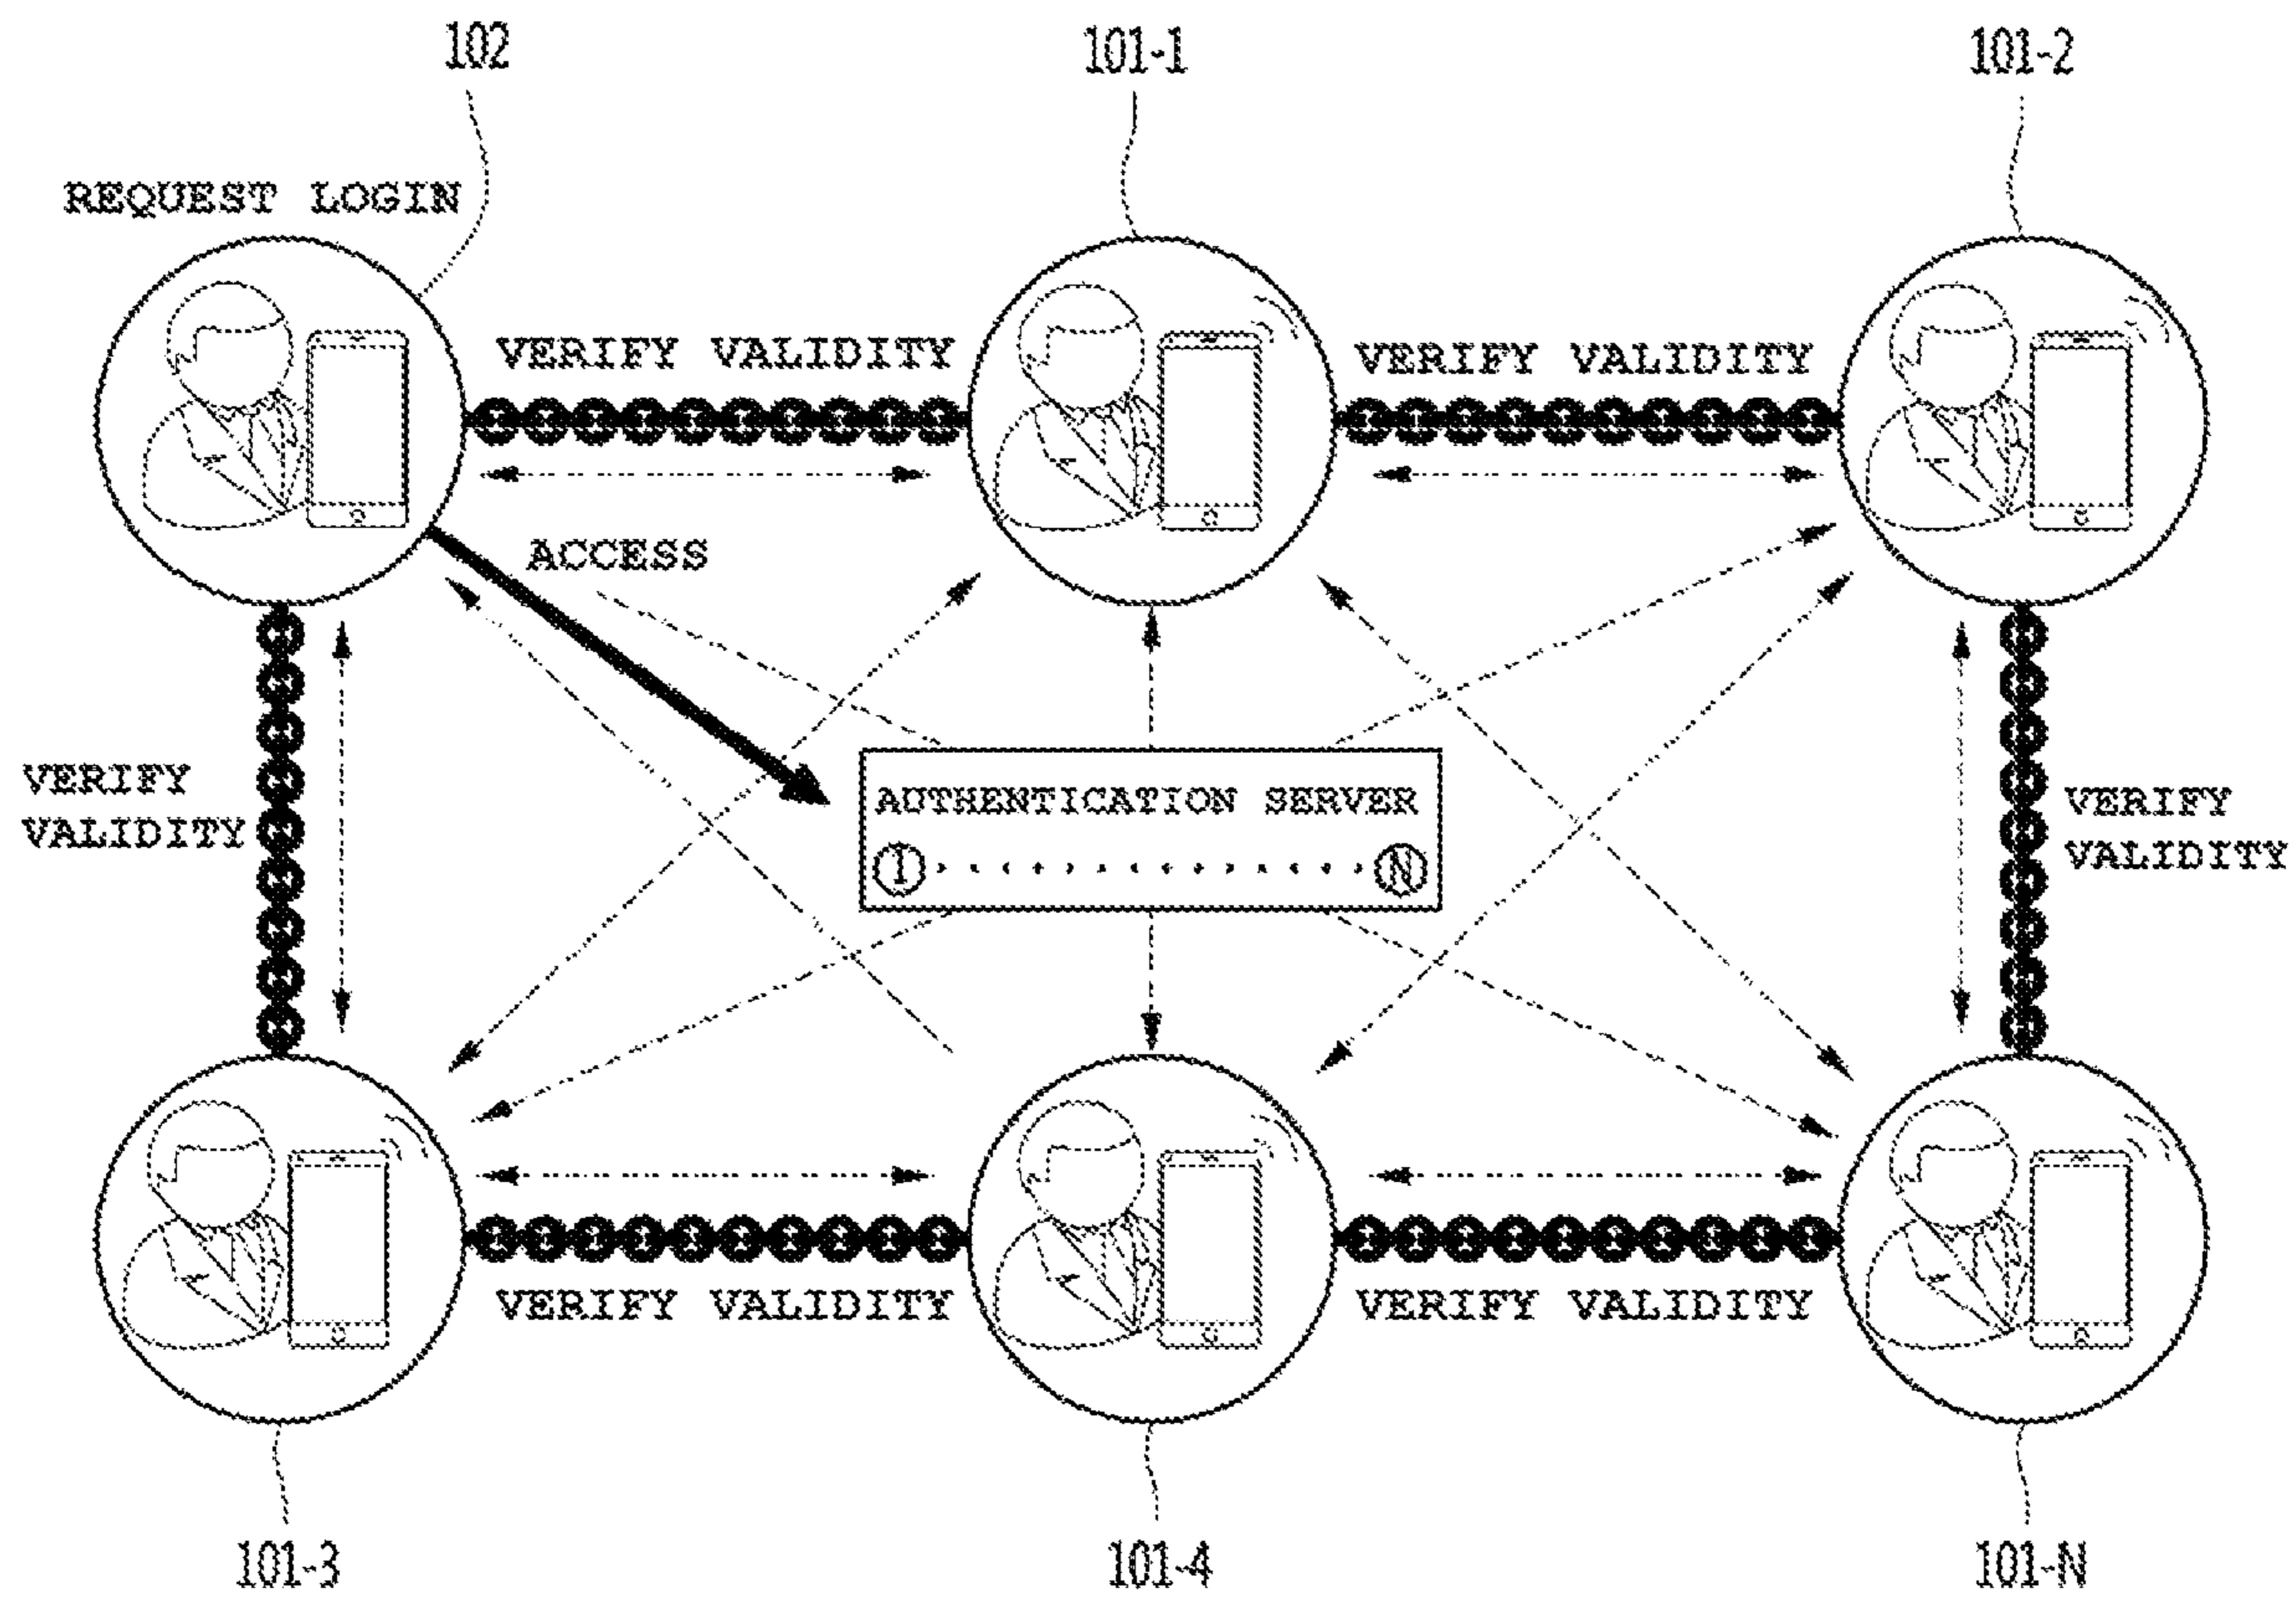 102
101-1
101-2
REQUEST LOGIN
VERIFY VALIDITY
VERIFY VALIDITY
ACCESS
VERIFY
VALIDITY
AUTHENTICATION SERVER
1 N
VERIFY
VALIDITY
VERIFY VALIDITY
VERIFY VALIDITY
101-3
101-4
101-N